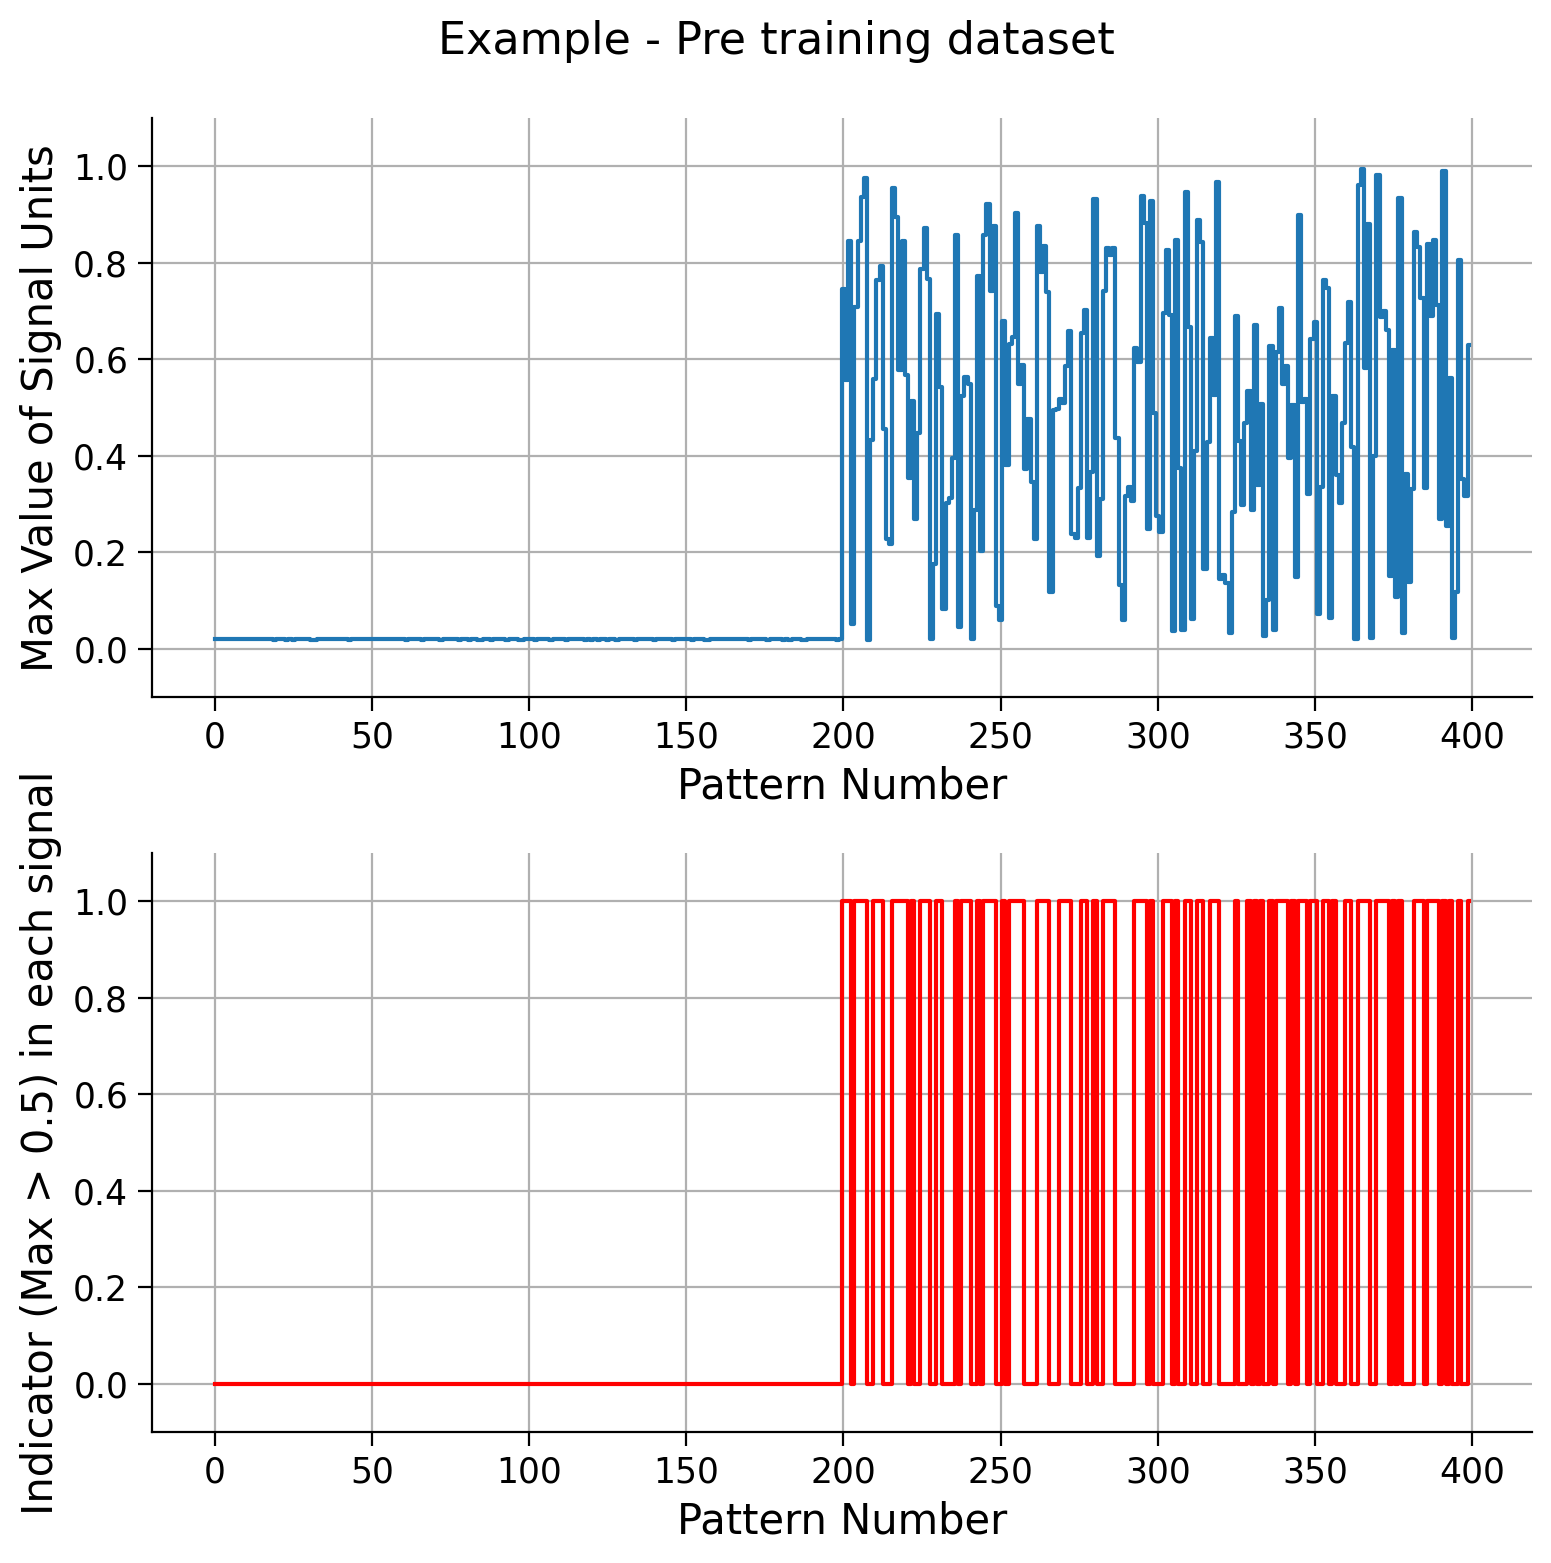 Example - Pre training dataset
Max Value of Signal Units
1.0
0.8
0.6
0.4
0.2
0.0
0 50 100 150 200 250 300 350 400
Pattern Number
Indicator (Max > 0.5) in each signal
1.0
0.8
0.6
0.4
0.2
0.0
0 50 100 150 200 250 300 350 400
Pattern Number